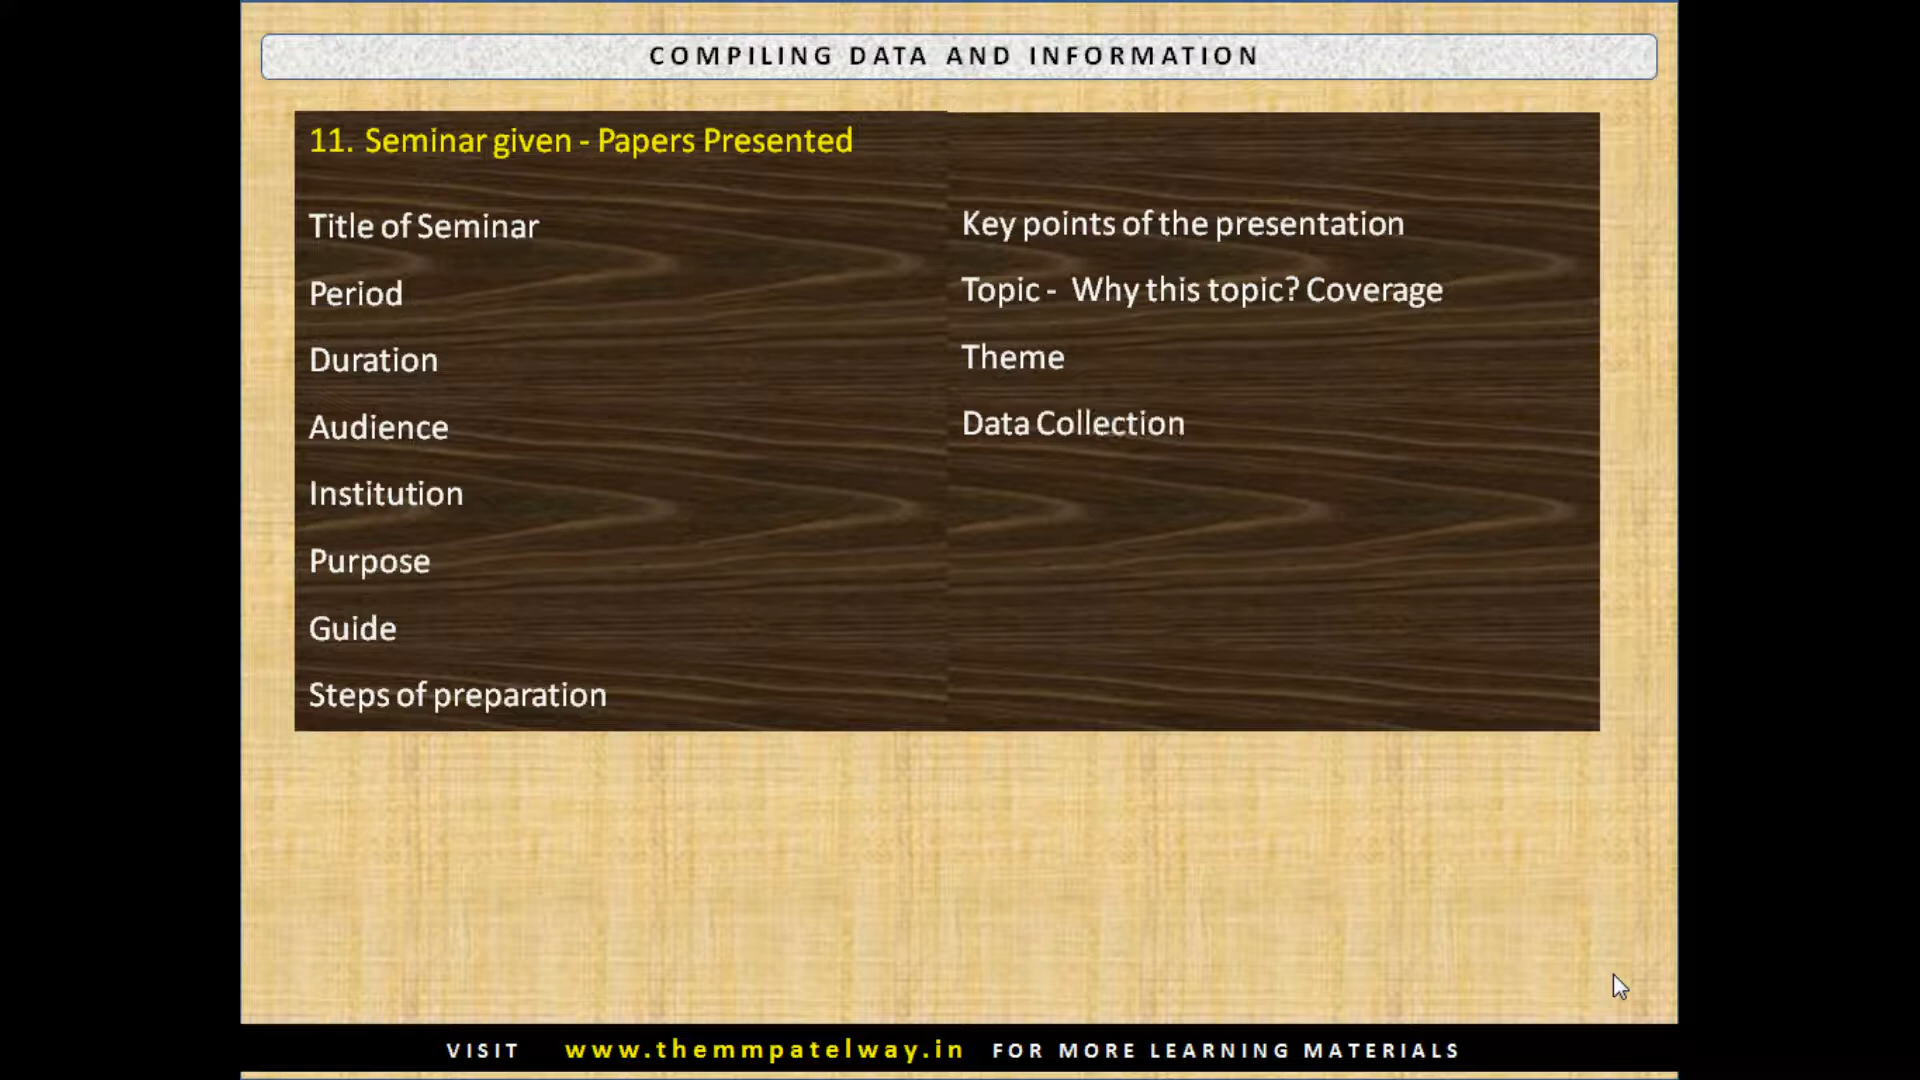 COMPILING DATA AND INFORMATION
11. Seminar given - Papers Presented
Title of Seminar
Period
Duration
Audience
Institution
Purpose
Guide
Steps of preparation
Key points of the presentation
Topic - Why this topic? Coverage
Theme
Data Collection
VISIT www.themmpatelway.in FOR MORE LEARNING MATERIALS